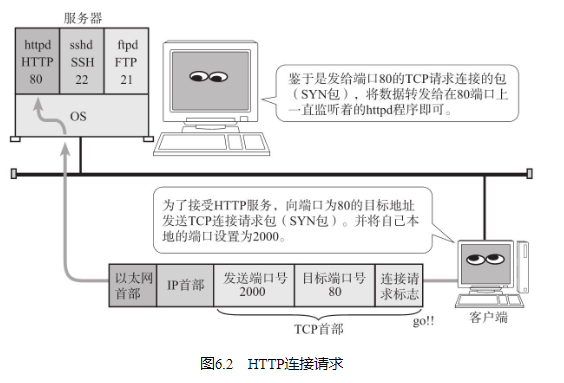 服务器
httpd
HTTP
80
sshd
SSH
22
ftpd
FTP
21
OS
鉴于是发给端口80的TCP请求连接的包
(SYN包)，将数据转发给在80端口上
一直监听着的httpd程序即可。
为了接受HTTP服务，向端口为80的目标地址
发送TCP连接请求包(SYN包)。并将自己本
地的端口设置为2000。
以太网
首部
IP首部
发送端口号
2000
目标端口号
80
连接请
求标志
go!!
TCP首部
客户端
图6.2 HTTP连接请求